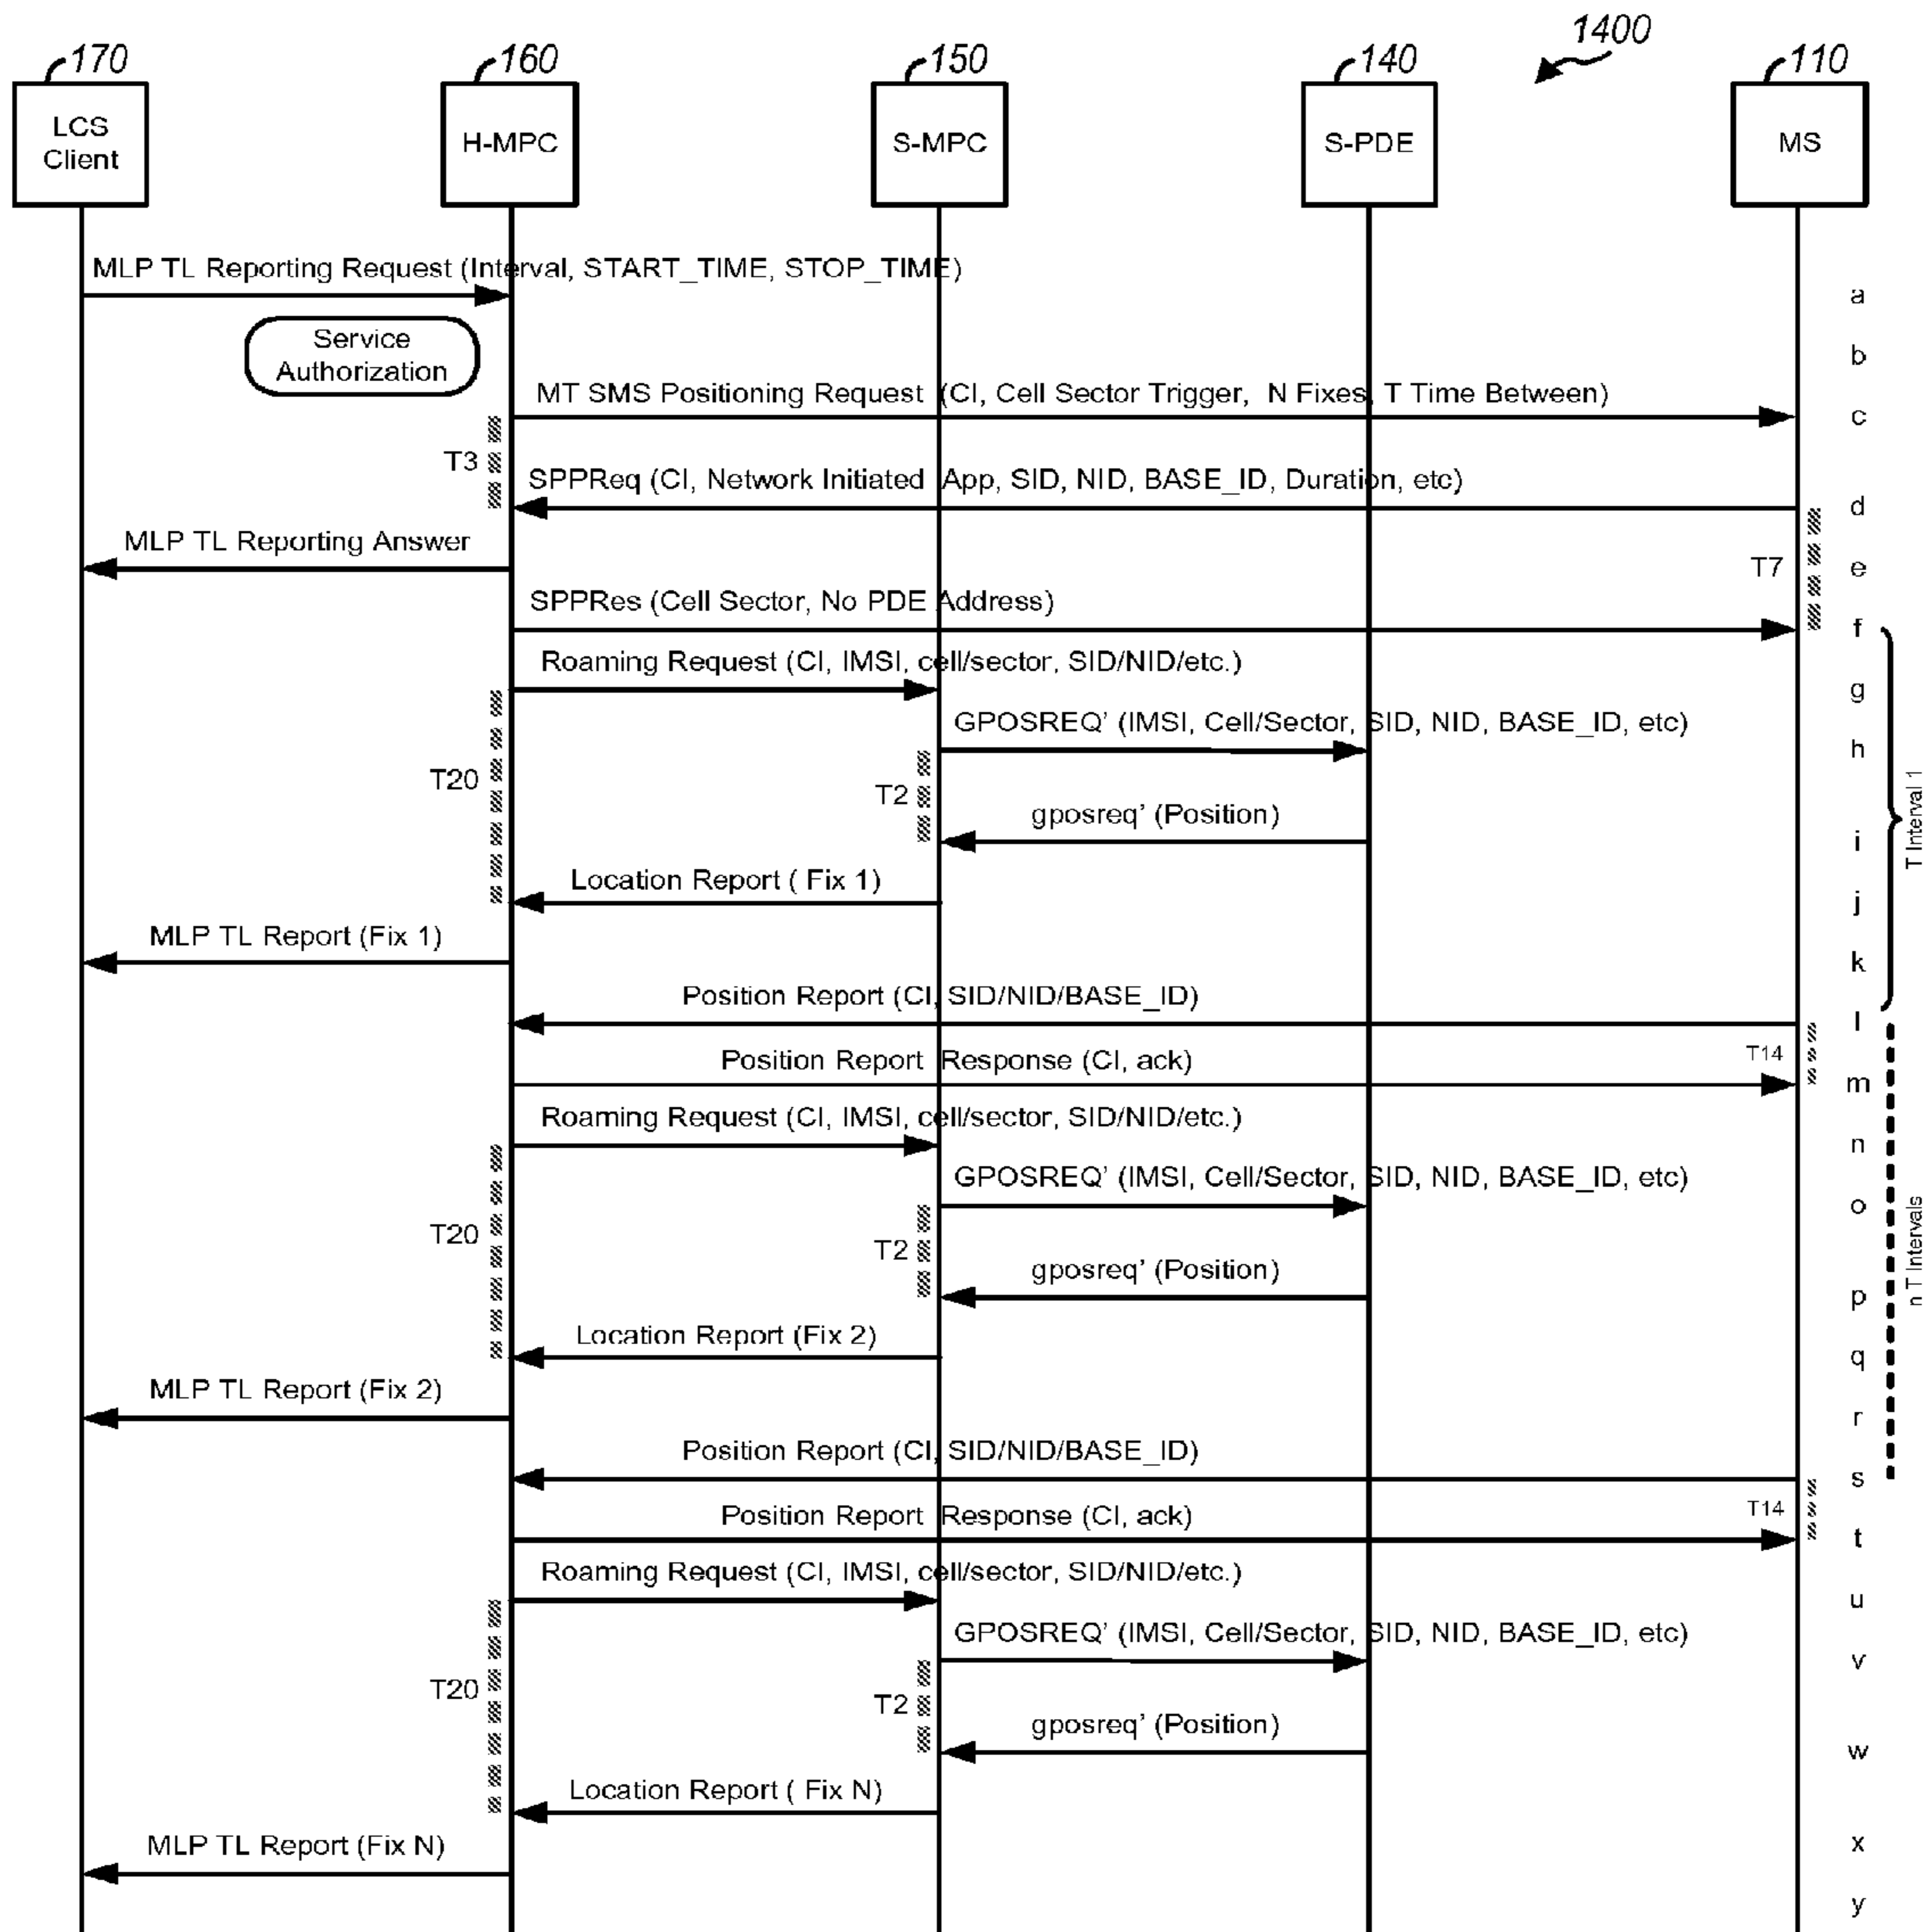 1400
170
160
150
140
110
LCS
Client
H-MPC
S-MPC
S-PDE
MS
MLP TL Reporting Request (Interval, START_TIME, STOP_TIME)
a
Service
Authorization
b
MT SMS Positioning Request (CI, Cell Sector Trigger, N Fixes, T Time Between)
c
T3
SPPReq (CI, Network Initiated App, SID, NID, BASE_ID, Duration, etc)
d
MLP TL Reporting Answer
T7
e
SPPRes (Cell Sector, No PDE Address)
f
Roaming Request (CI, IMSI, cell/sector, SID/NID/etc.)
g
GPOSREQ' (IMSI, Cell/Sector, SID, NID, BASE_ID, etc)
h
T20
T2
T Interval 1
gposreq' (Position)
i
Location Report ( Fix 1)
j
MLP TL Report (Fix 1)
k
Position Report (CI, SID/NID/BASE_ID)
l
Position Report Response (CI, ack)
T14
m
Roaming Request (CI, IMSI, cell/sector, SID/NID/etc.)
n
GPOSREQ' (IMSI, Cell/Sector, SID, NID, BASE_ID, etc)
o
T20
T2
n T Intervals
gposreq' (Position)
p
Location Report (Fix 2)
q
MLP TL Report (Fix 2)
r
Position Report (CI, SID/NID/BASE_ID)
s
Position Report Response (CI, ack)
T14
t
Roaming Request (CI, IMSI, cell/sector, SID/NID/etc.)
u
GPOSREQ' (IMSI, Cell/Sector, SID, NID, BASE_ID, etc)
v
T20
T2
gposreq' (Position)
w
Location Report ( Fix N)
x
MLP TL Report (Fix N)
y